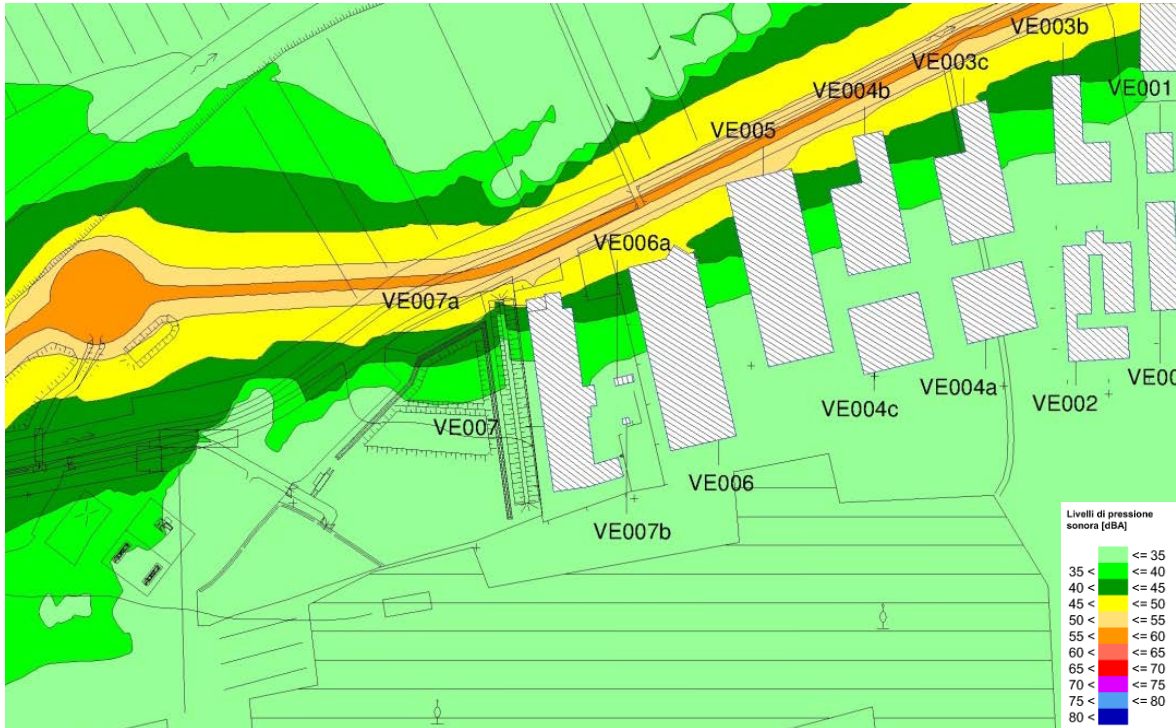 VE003b
VE003c
VE001
VE004b
VE005
VE006a
VE007a
VE004a
VE00
VE004c
VE002
VE007
VE006
VE007b
Livelli di pressione
sonora [dBA]
<= 35
35 < <= 40
40 < <= 45
45 < <= 50
50 < <= 55
55 < <= 60
60 < <= 65
65 < <= 70
70 < <= 75
75 < <= 80
80 <